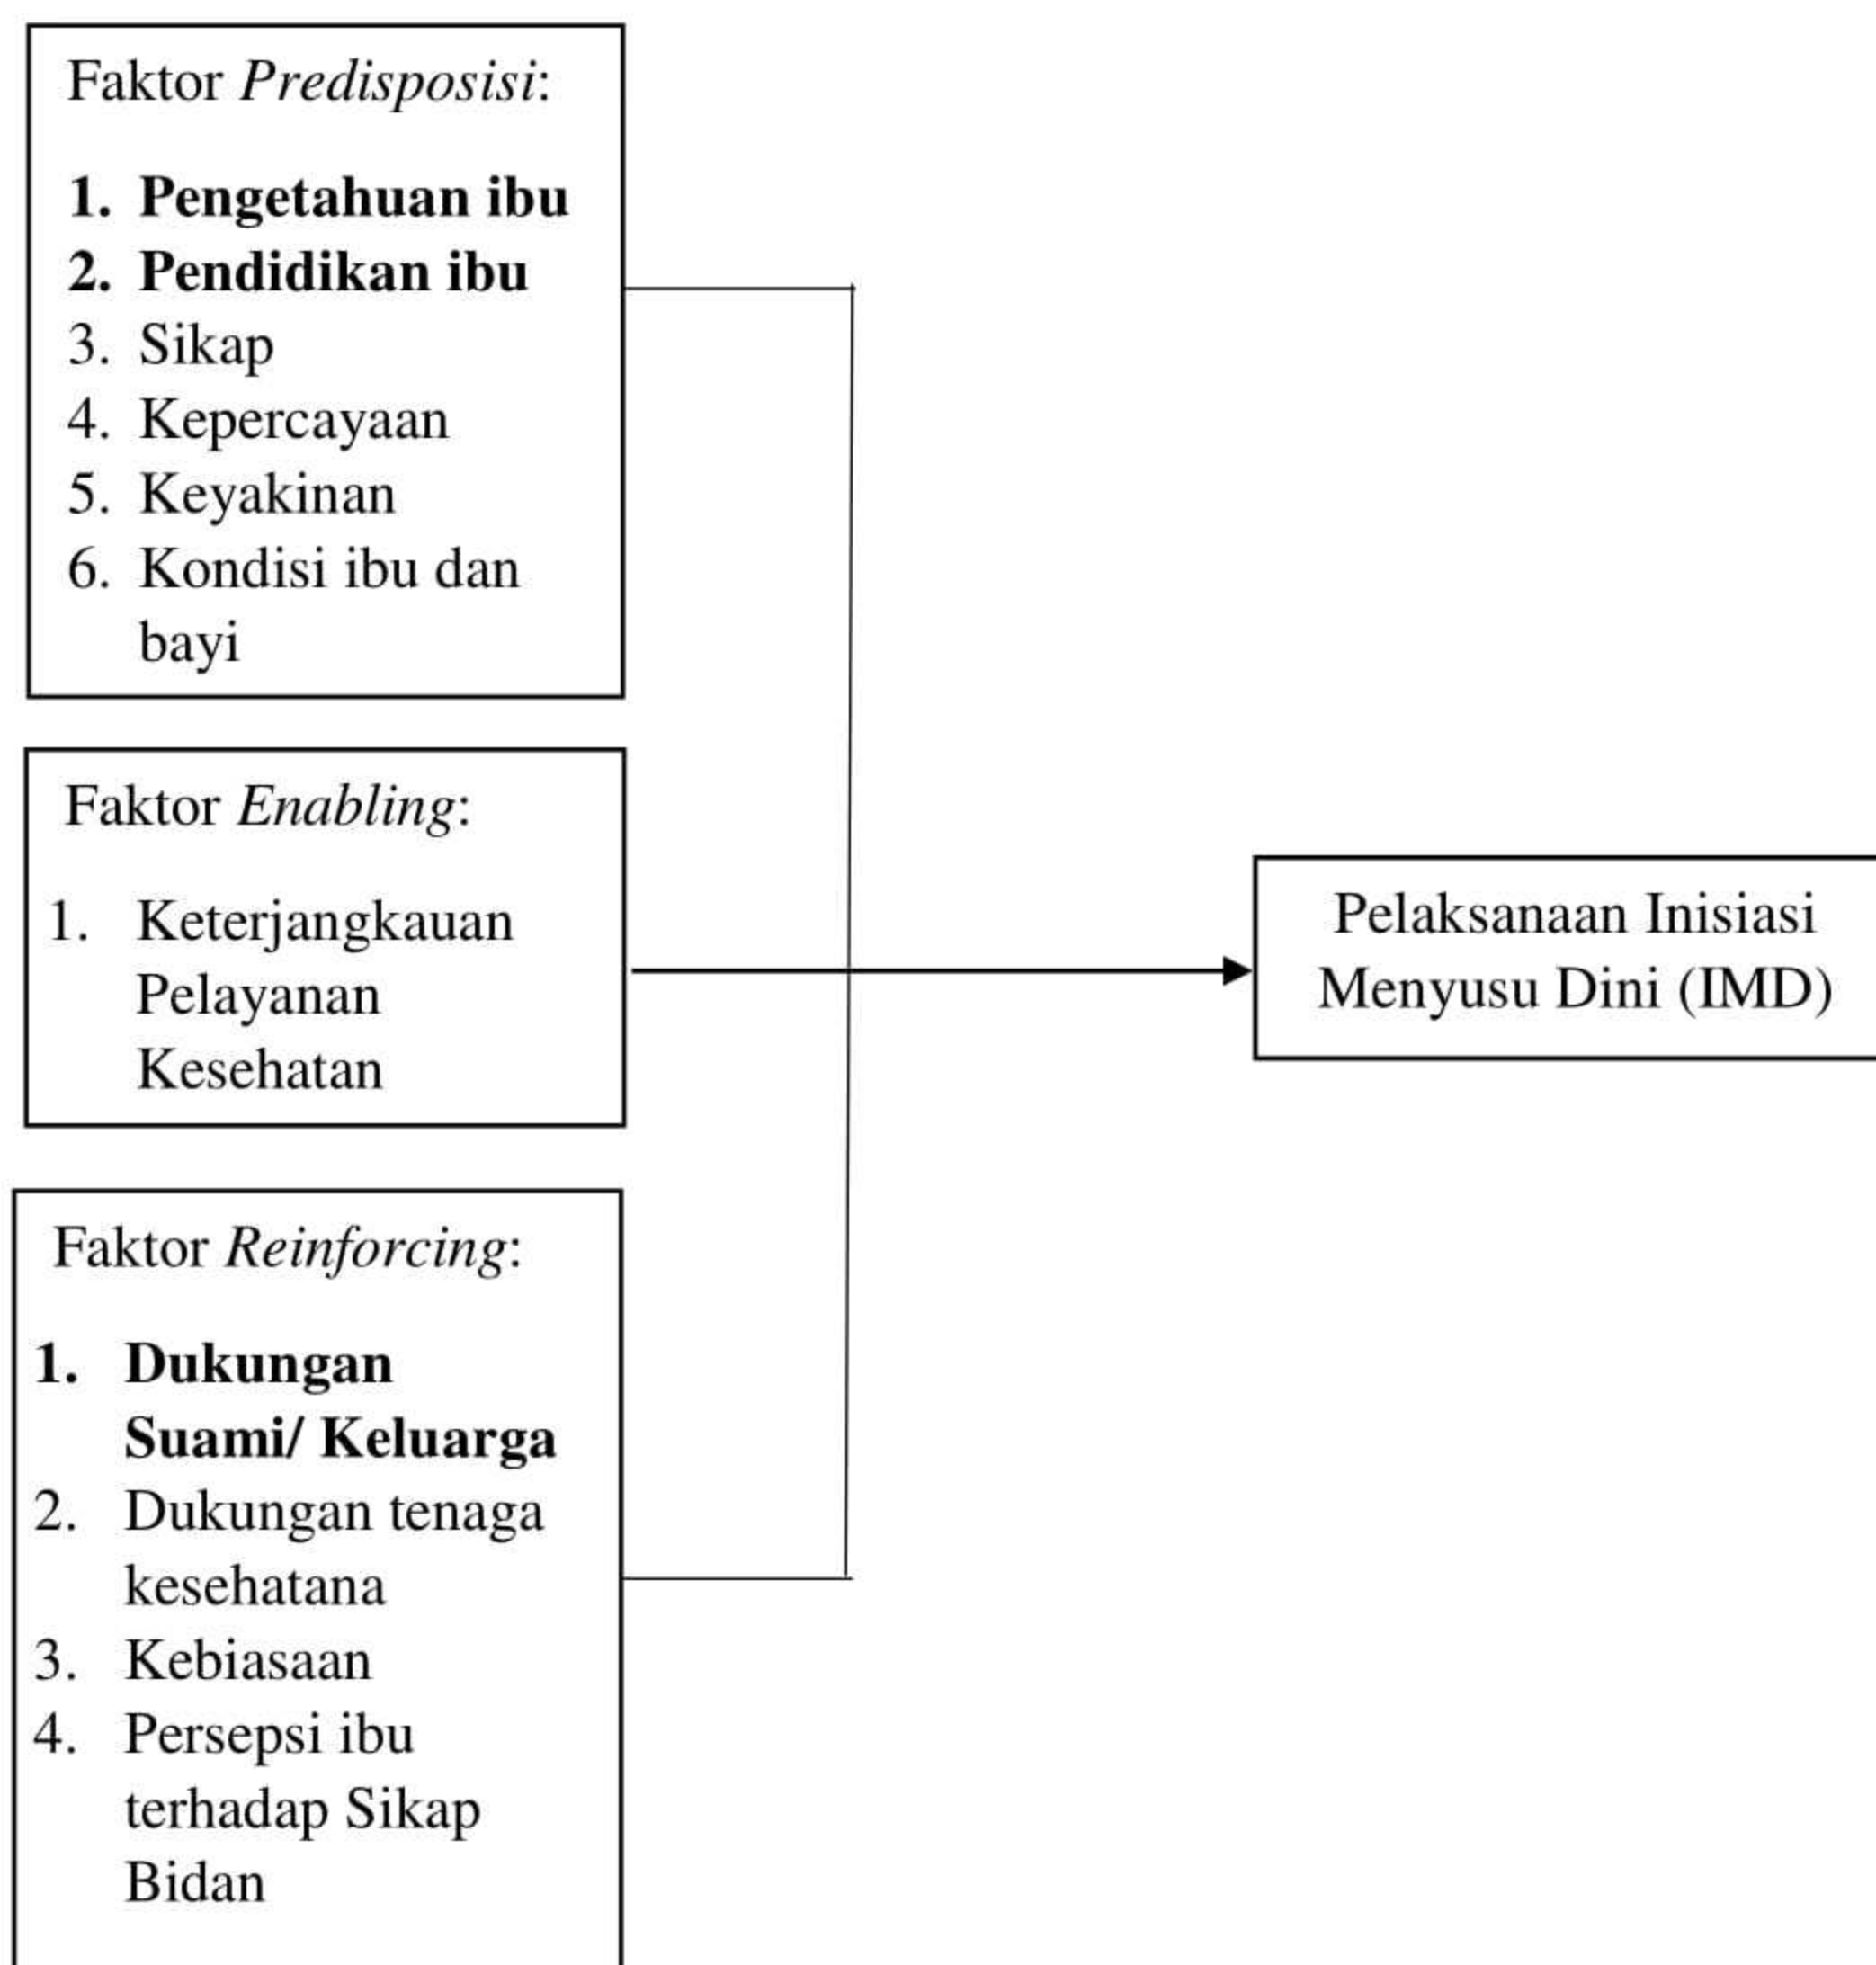 Faktor Predisposisi:
1. Pengetahuan ibu
2. Pendidikan ibu
3. Sikap
4. Kepercayaan
5. Keyakinan
6. Kondisi ibu dan
bayi
Faktor Enabling:
1. Keterjangkauan
Pelayanan
Kesehatan
Pelaksanaan Inisiasi
Menyusu Dini (IMD)
Faktor Reinforcing:
1. Dukungan
Suami/ Keluarga
2. Dukungan tenaga
kesehatana
3. Kebiasaan
4. Persepsi ibu
terhadap Sikap
Bidan